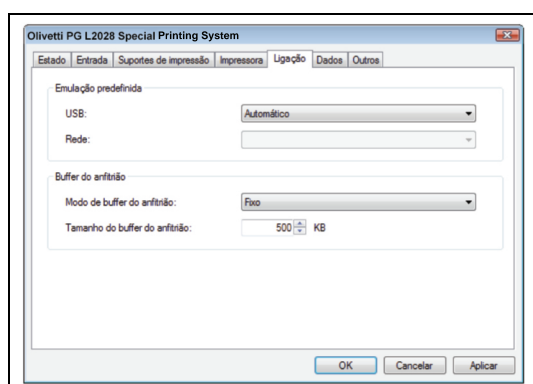 Olivetti PG L2028 Special Printing System
Estado Entrada Suportes de impressão Impressora Ligação Dados Outros
Emulação predefinida
USB: Automático
Rede:
Buffer do anfitrião
Modo de buffer do anfitrião: Fixo
Tamanho do buffer do anfitrião: 500 KB
OK Cancelar Aplicar